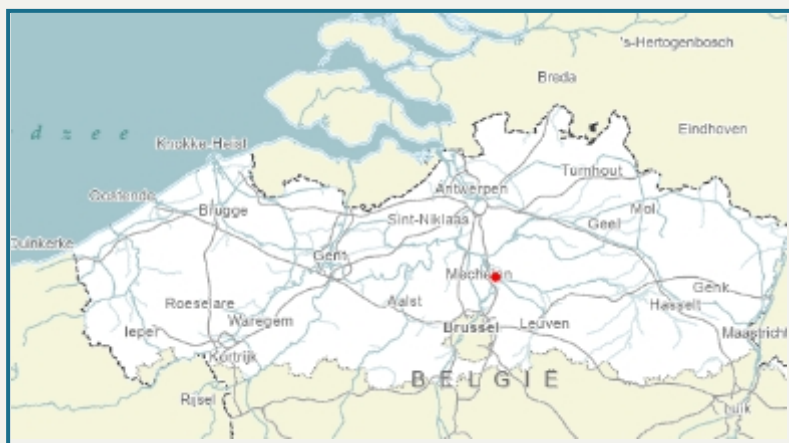 's-Hertogenbosch
Breda
d z e e
Eindhoven
Knokke-Heist
Turnhout
Antwerpen
Oostende
Brugge
Mol
Sint-Niklaas
Geel
Duinkerke
Gent
Mechelen
Genk
Roeselare
Aalst
Hasselt
Waregem
Ieper
Brussel
Leuven
Maastricht
Kortrijk
BELGIË
Rijsel
Luik